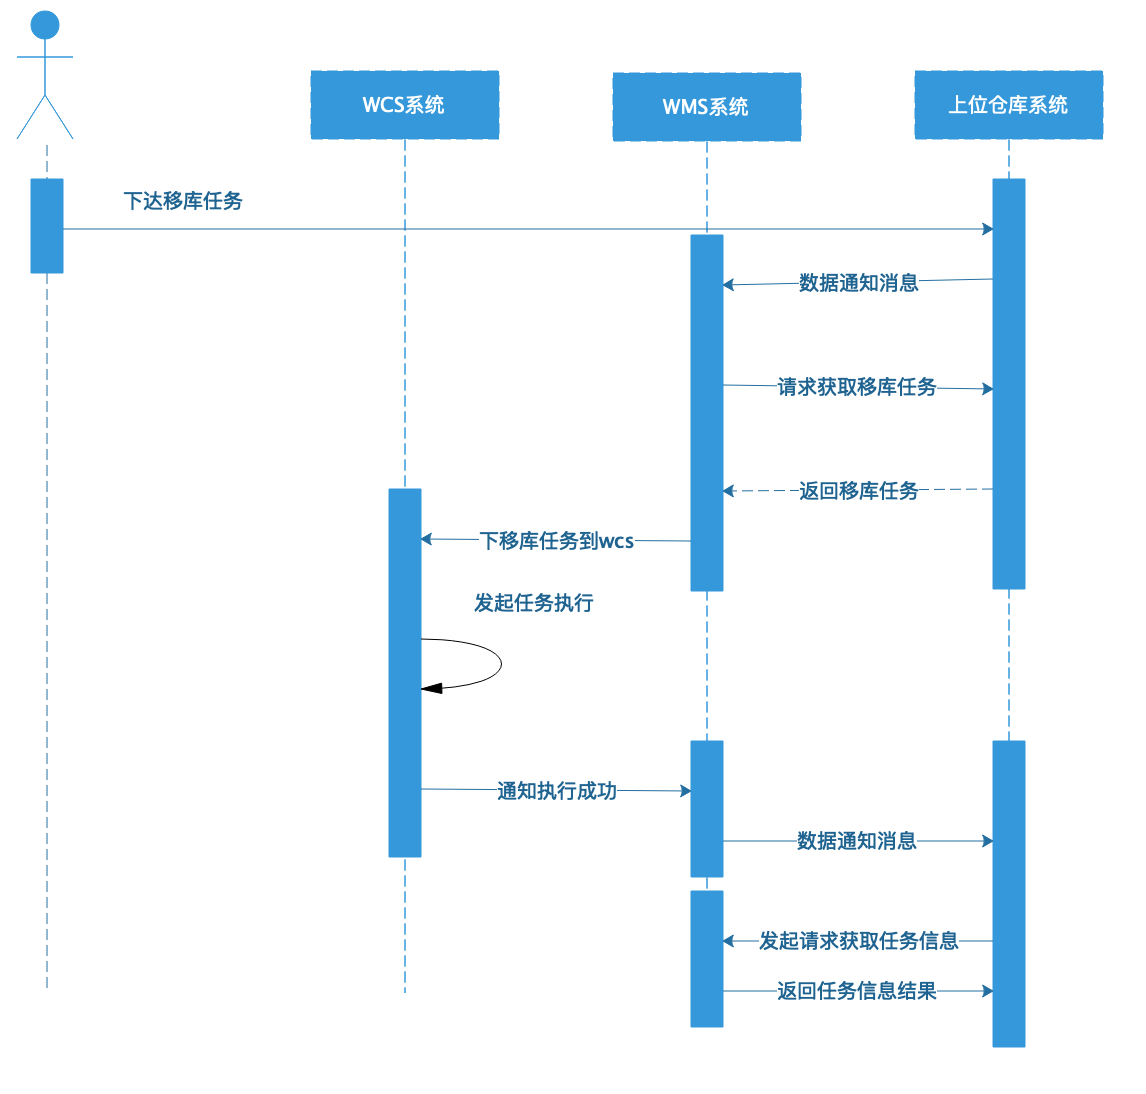 WCS系统
WMS系统
上位仓库系统
下达移库任务
数据通知消息
请求获取移库任务
返回移库任务
下移库任务到wcs
发起任务执行
通知执行成功
数据通知消息
发起请求获取任务信息
返回任务信息结果